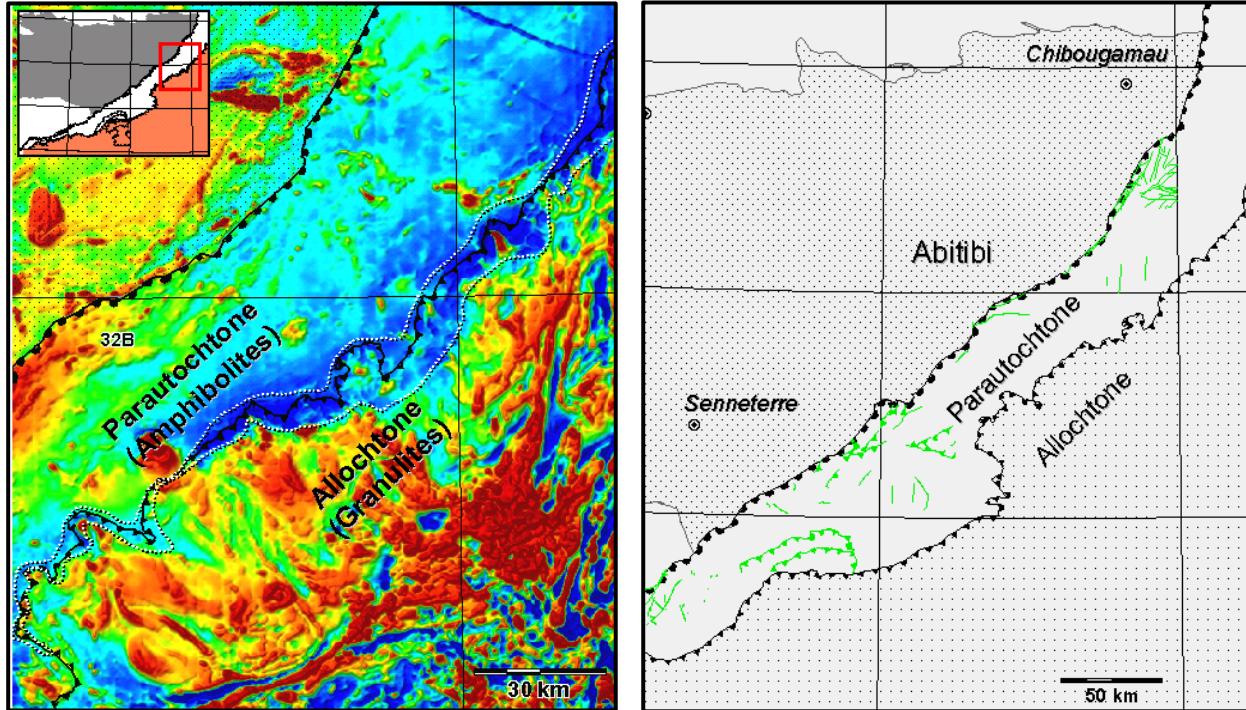 32B
Parautochtone
(Amphibolites)
Allochtone
(Granulites)
30 km
Chibougamau
Abitibi
Senneterre
Parautochtone
Allochtone
50 km